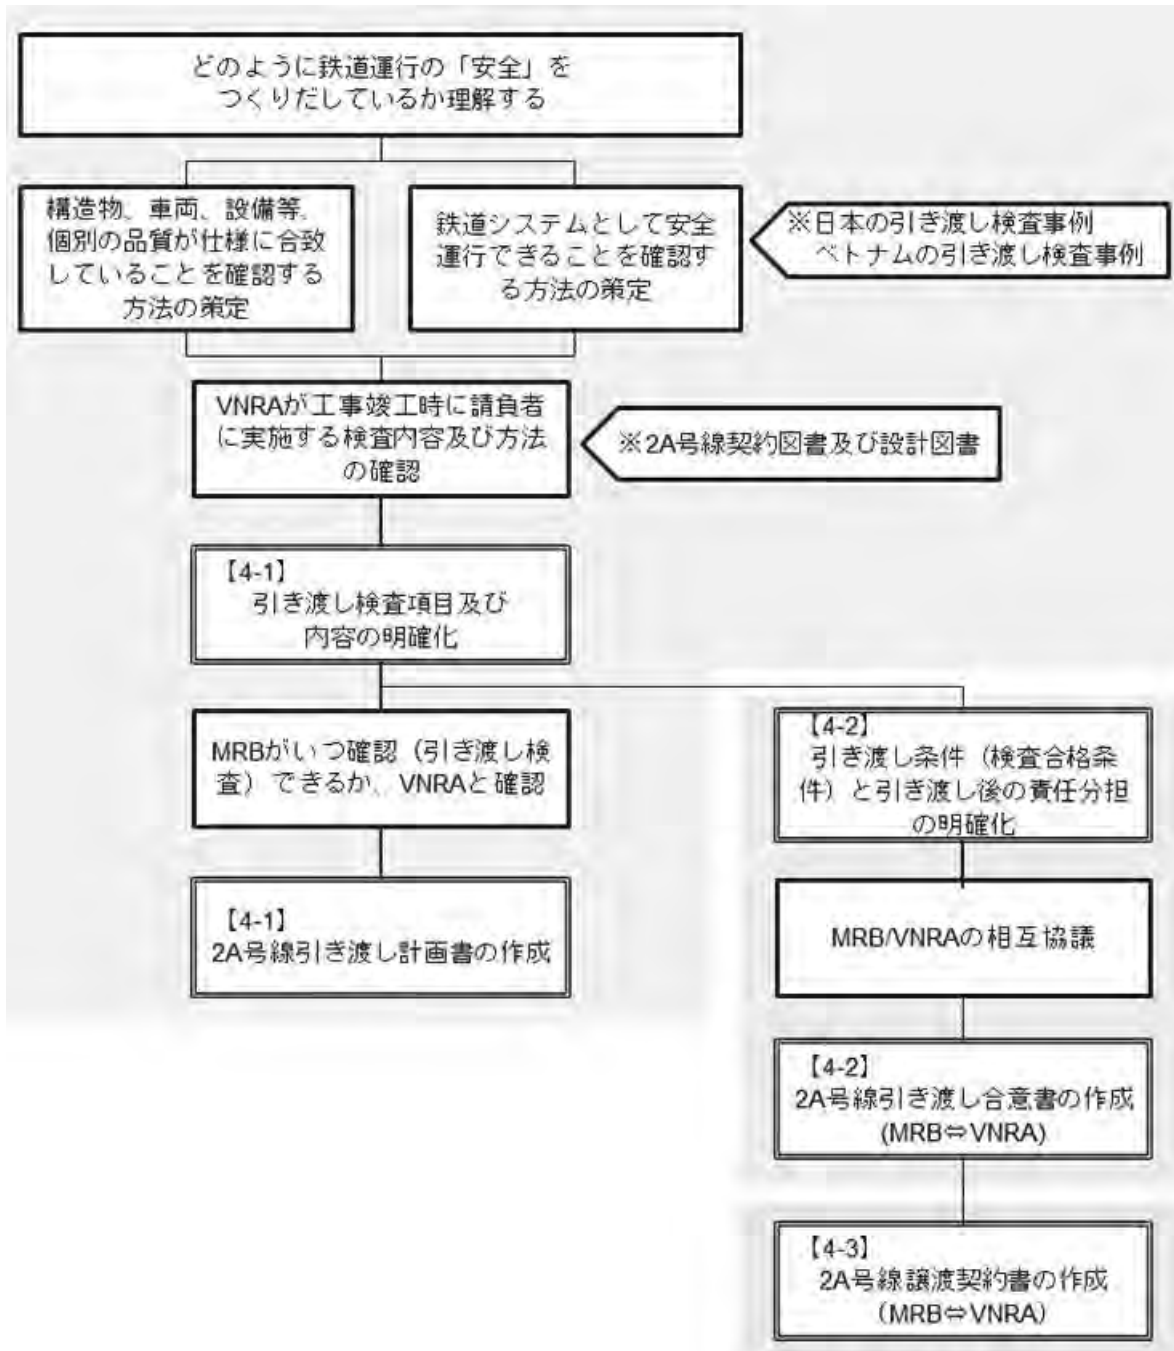 どのように鉄道運行の「安全」を
つくりだしているか理解する
構造物、車両、設備等、
個別の品質が仕様に合致
していることを確認する
方法の策定
鉄道システムとして安全
運行できることを確認す
る方法の策定
※日本の引き渡し検査事例
ベトナムの引き渡し検査事例
VNRAが工事竣工時に請負者
に実施する検査内容及び方法
の確認
※2A号線契約図書及び設計図書
【4-1】
引き渡し検査項目及び
内容の明確化
MRBがいつ確認（引き渡し検
査）できるか、VNRAと確認
【4-1】
2A号線引き渡し計画書の作成
【4-2】
引き渡し条件（検査合格条
件）と引き渡し後の責任分担
の明確化
MRB/VNRAの相互協議
【4-2】
2A号線引き渡し合意書の作成
(MRB⇔VNRA)
【4-3】
2A号線譲渡契約書の作成
（MRB⇔VNRA）